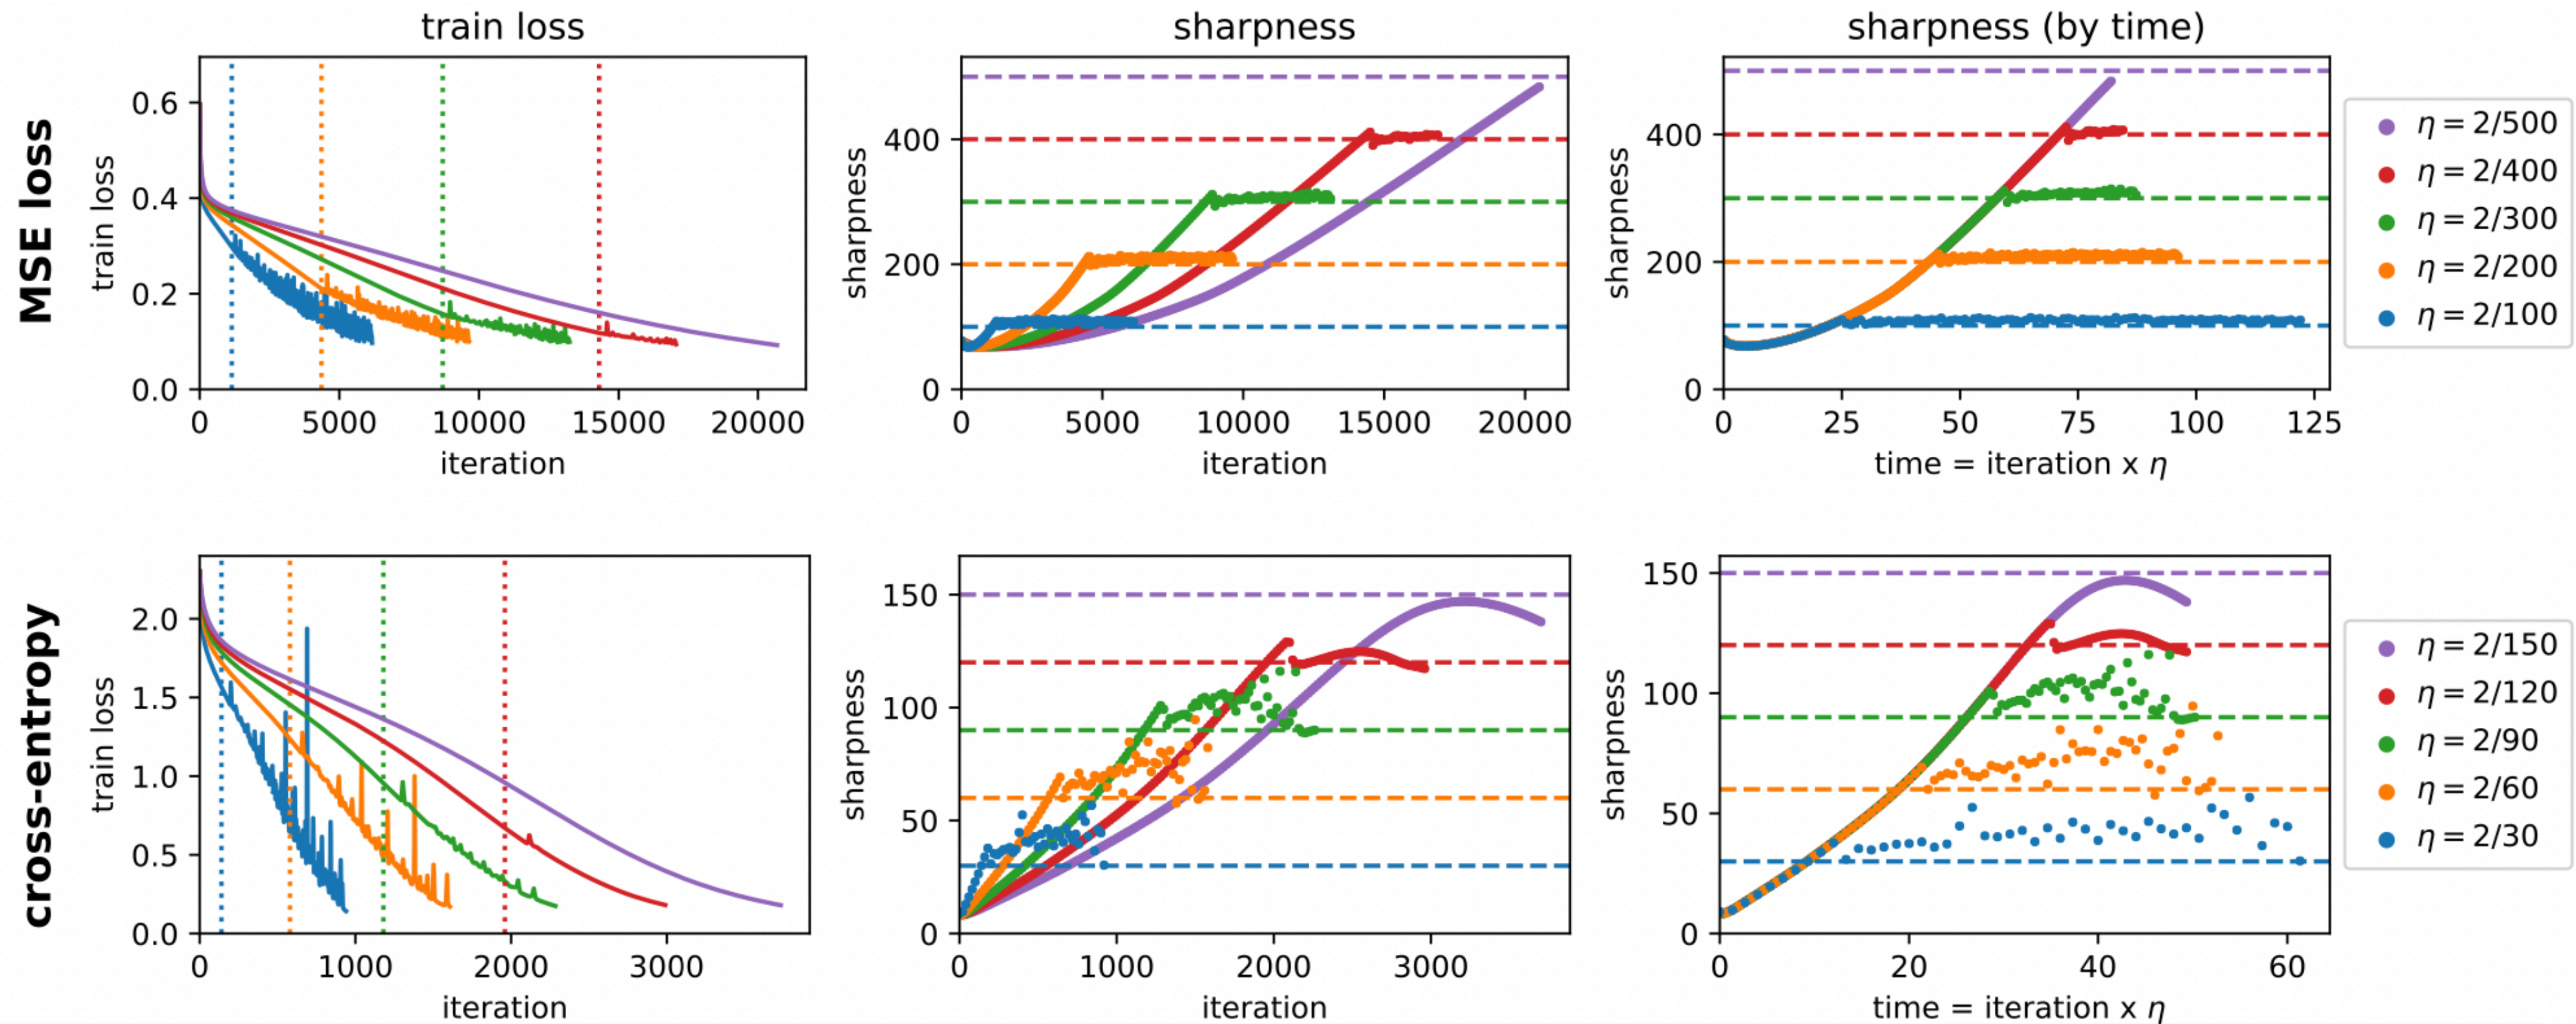 train loss
sharpness
sharpness (by time)
MSE loss
train loss
0.6
0.4
0.2
0.0
0 5000 10000 15000 20000
iteration
sharpness
400
200
0
0 5000 10000 15000 20000
iteration
sharpness
400
200
0
0 25 50 75 100 125
time = iteration x η
η = 2/500
η = 2/400
η = 2/300
η = 2/200
η = 2/100
cross-entropy
train loss
2.0
1.5
1.0
0.5
0.0
0 1000 2000 3000
iteration
sharpness
150
100
50
0
0 1000 2000 3000
iteration
sharpness
150
100
50
0
0 20 40 60
time = iteration x η
η = 2/150
η = 2/120
η = 2/90
η = 2/60
η = 2/30